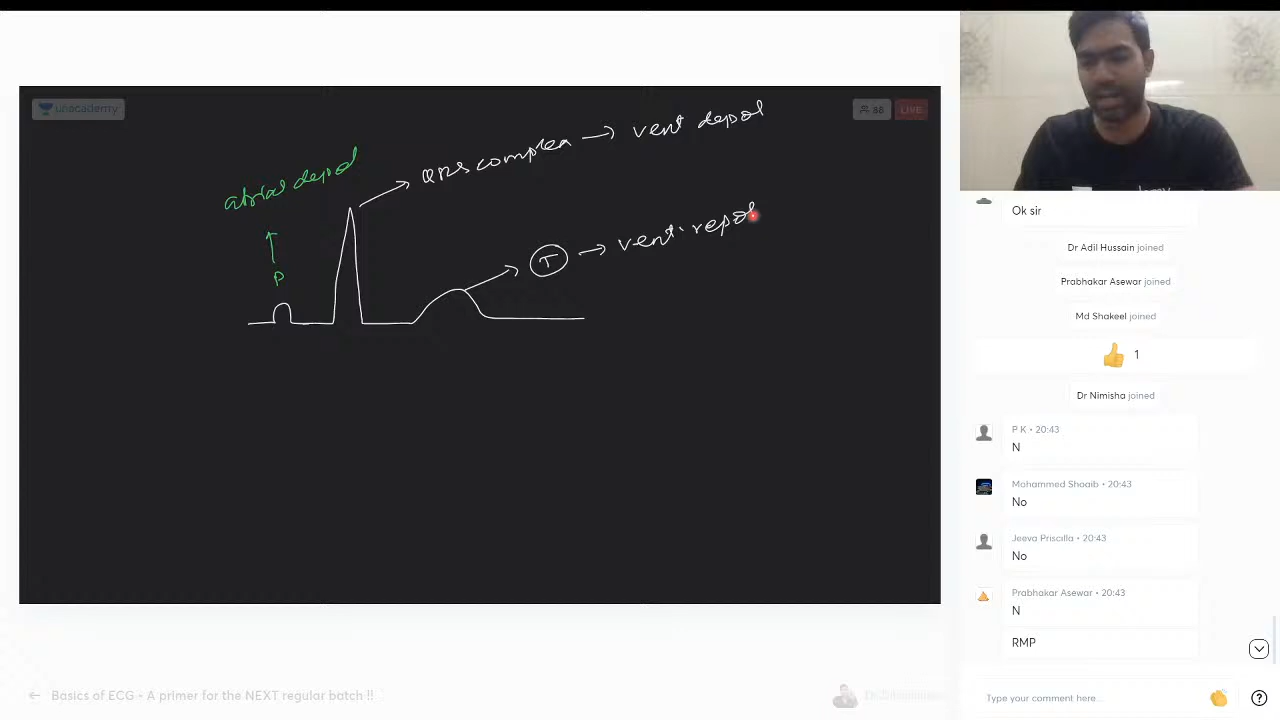 unacademy
88
LIVE
atrial depol
P
QRS complex → vent depol
T → vent. repol
Ok sir
Dr Adil Hussain joined
Prabhakar Asewar joined
Md Shakeel joined
👍 1
Dr Nimisha joined
P K • 20:43
N
Mohammed Shoaib • 20:43
No
Jeeva Priscilla • 20:43
No
Prabhakar Asewar • 20:43
N
RMP
← Basics of ECG - A primer for the NEXT regular batch !!
Type your comment here...